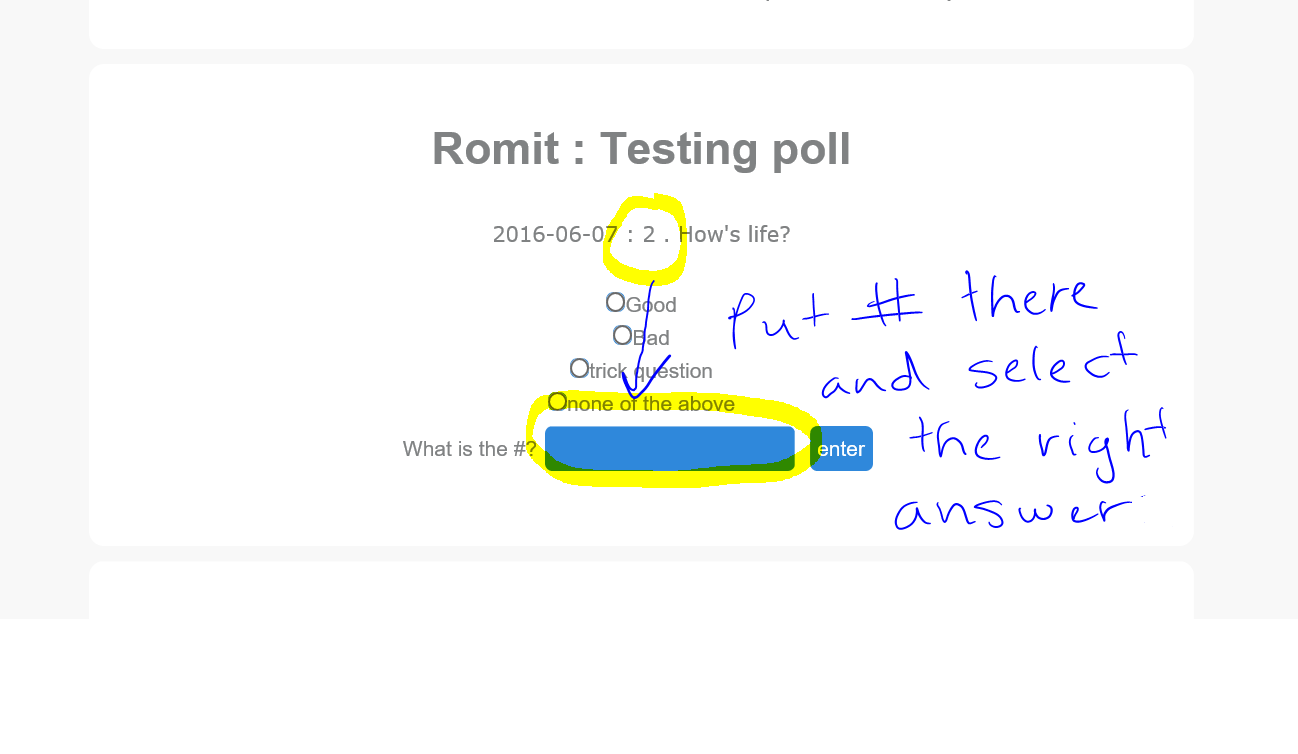 Romit : Testing poll
2016-06-07 : 2 . How's life?
Good
Bad
trick question
none of the above
What is the #?
enter
Put # there
and select
the right
answer